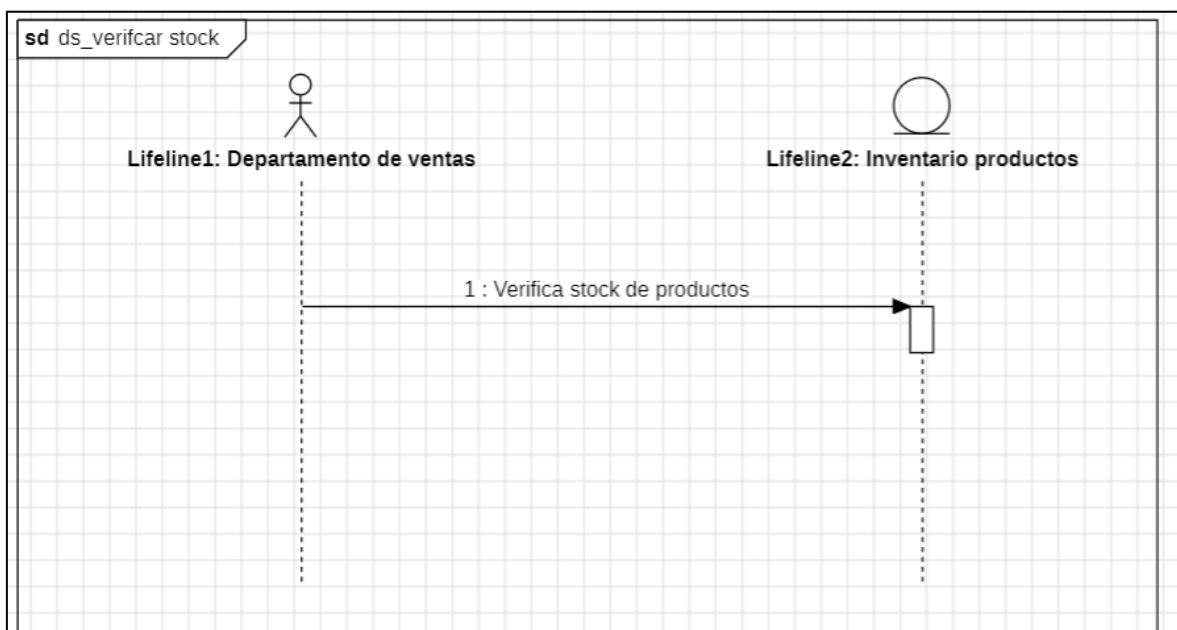 sd ds_verifcar stock
Lifeline1: Departamento de ventas
Lifeline2: Inventario productos
1 : Verifica stock de productos